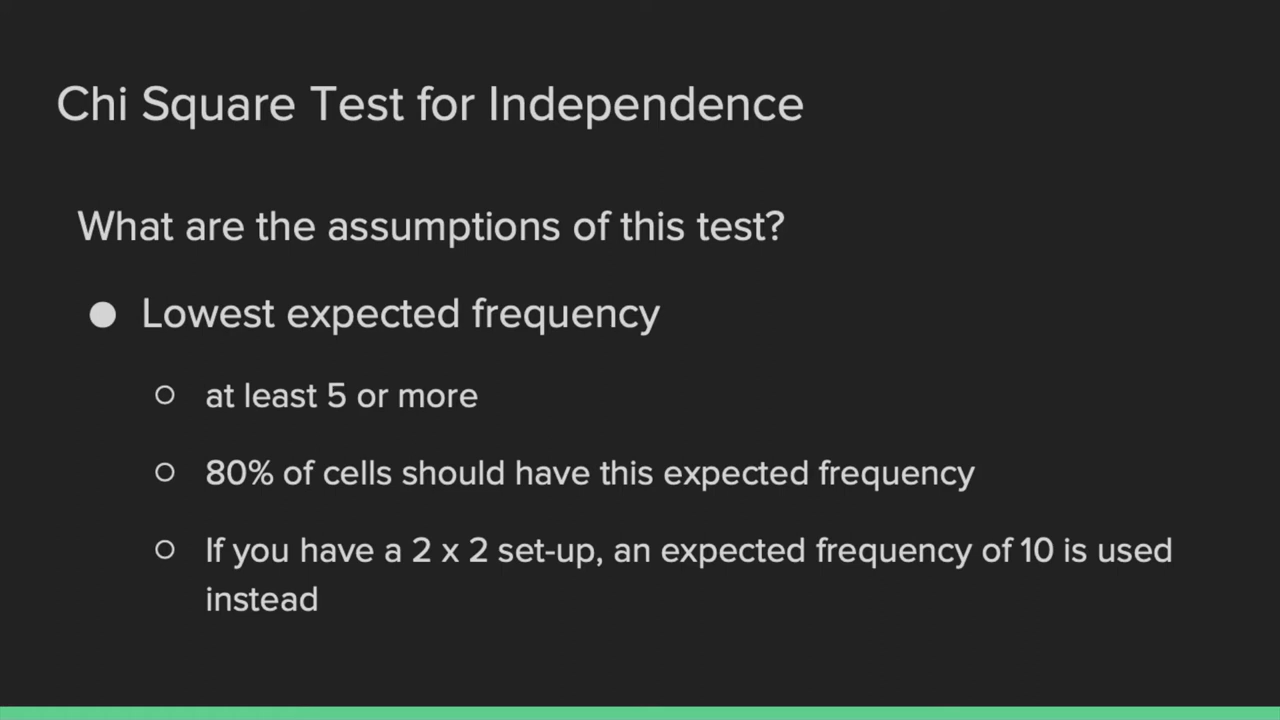 Chi Square Test for Independence
What are the assumptions of this test?
● Lowest expected frequency
○ at least 5 or more
○ 80% of cells should have this expected frequency
○ If you have a 2 x 2 set-up, an expected frequency of 10 is used
instead